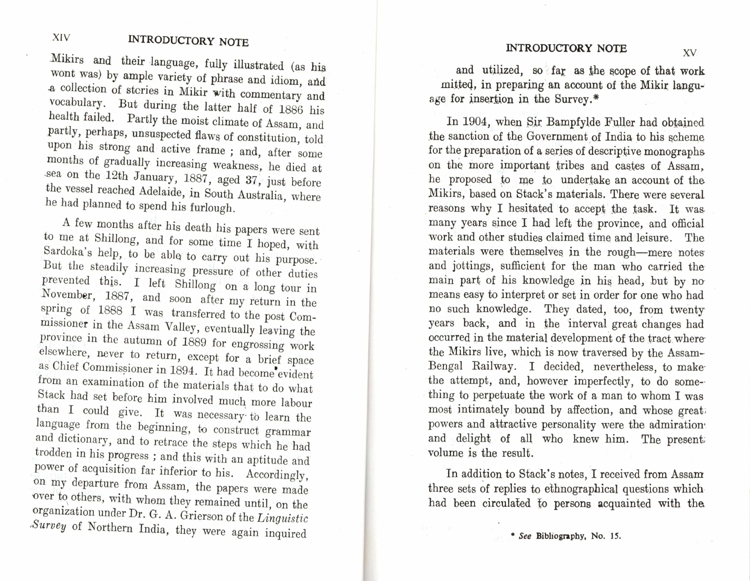 XIV INTRODUCTORY NOTE
Mikirs and their language, fully illustrated (as his
wont was) by ample variety of phrase and idiom, and
a collection of stories in Mikir with commentary and
vocabulary. But during the latter half of 1886 his
health failed. Partly the moist climate of Assam, and
partly, perhaps, unsuspected flaws of constitution, told
upon his strong and active frame ; and, after some
months of gradually increasing weakness, he died at
sea on the 12th January, 1887, aged 37, just before
the vessel reached Adelaide, in South Australia, where
he had planned to spend his furlough.
A few months after his death his papers were sent
to me at Shillong, and for some time I hoped, with
Sardoka's help, to be able to carry out his purpose.
But the steadily increasing pressure of other duties
prevented this. I left Shillong on a long tour in
November, 1887, and soon after my return in the
spring of 1888 I was transferred to the post Com-
missioner in the Assam Valley, eventually leaving the
province in the autumn of 1889 for engrossing work
elsewhere, never to return, except for a brief space
as Chief Commissioner in 1894. It had become evident
from an examination of the materials that to do what
Stack had set before him involved much more labour
than I could give. It was necessary to learn the
language from the beginning, to construct grammar
and dictionary, and to retrace the steps which he had
trodden in his progress ; and this with an aptitude and
power of acquisition far inferior to his. Accordingly,
on my departure from Assam, the papers were made
over to others, with whom they remained until, on the
organization under Dr. G. A. Grierson of the Linguistic
Survey of Northern India, they were again inquired
INTRODUCTORY NOTE XV
and utilized, so far as the scope of that work
mitted, in preparing an account of the Mikir langu-
age for insertion in the Survey.*
In 1904, when Sir Bampfylde Fuller had obtained
the sanction of the Government of India to his scheme
for the preparation of a series of descriptive monographs
on the more important tribes and castes of Assam,
he proposed to me to undertake an account of the
Mikirs, based on Stack's materials. There were several
reasons why I hesitated to accept the task. It was
many years since I had left the province, and official
work and other studies claimed time and leisure. The
materials were themselves in the rough—mere notes
and jottings, sufficient for the man who carried the
main part of his knowledge in his head, but by no
means easy to interpret or set in order for one who had
no such knowledge. They dated, too, from twenty
years back, and in the interval great changes had
occurred in the material development of the tract where
the Mikirs live, which is now traversed by the Assam-
Bengal Railway. I decided, nevertheless, to make
the attempt, and, however imperfectly, to do some-
thing to perpetuate the work of a man to whom I was
most intimately bound by affection, and whose great
powers and attractive personality were the admiration
and delight of all who knew him. The present
volume is the result.
In addition to Stack's notes, I received from Assam
three sets of replies to ethnographical questions which
had been circulated to persons acquainted with the
* See Bibliography, No. 15.